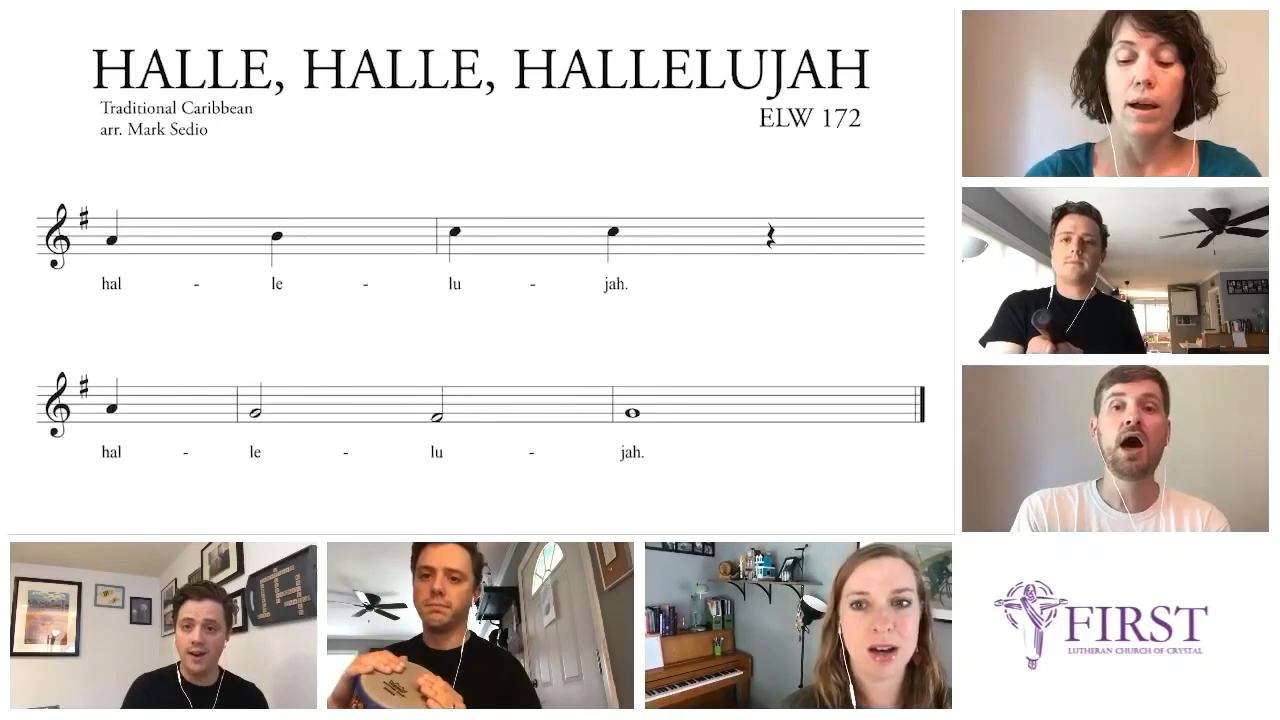 HALLE, HALLE, HALLELUJAH
Traditional Caribbean
arr. Mark Sedio
ELW 172
hal - le - lu - jah.
hal - le - lu - jah.
FIRST
LUTHERAN CHURCH OF CRYSTAL